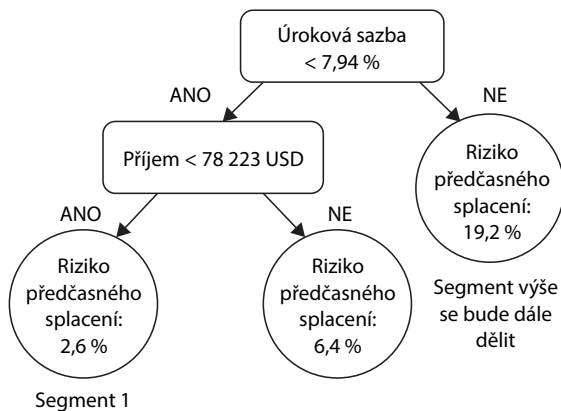 Úroková sazba
< 7,94 %
ANO
NE
Příjem < 78 223 USD
Riziko
předčasného
splacení:
19,2 %
ANO
NE
Riziko
předčasného
splacení:
2,6 %
Riziko
předčasného
splacení:
6,4 %
Segment výše
se bude dále
dělit
Segment 1